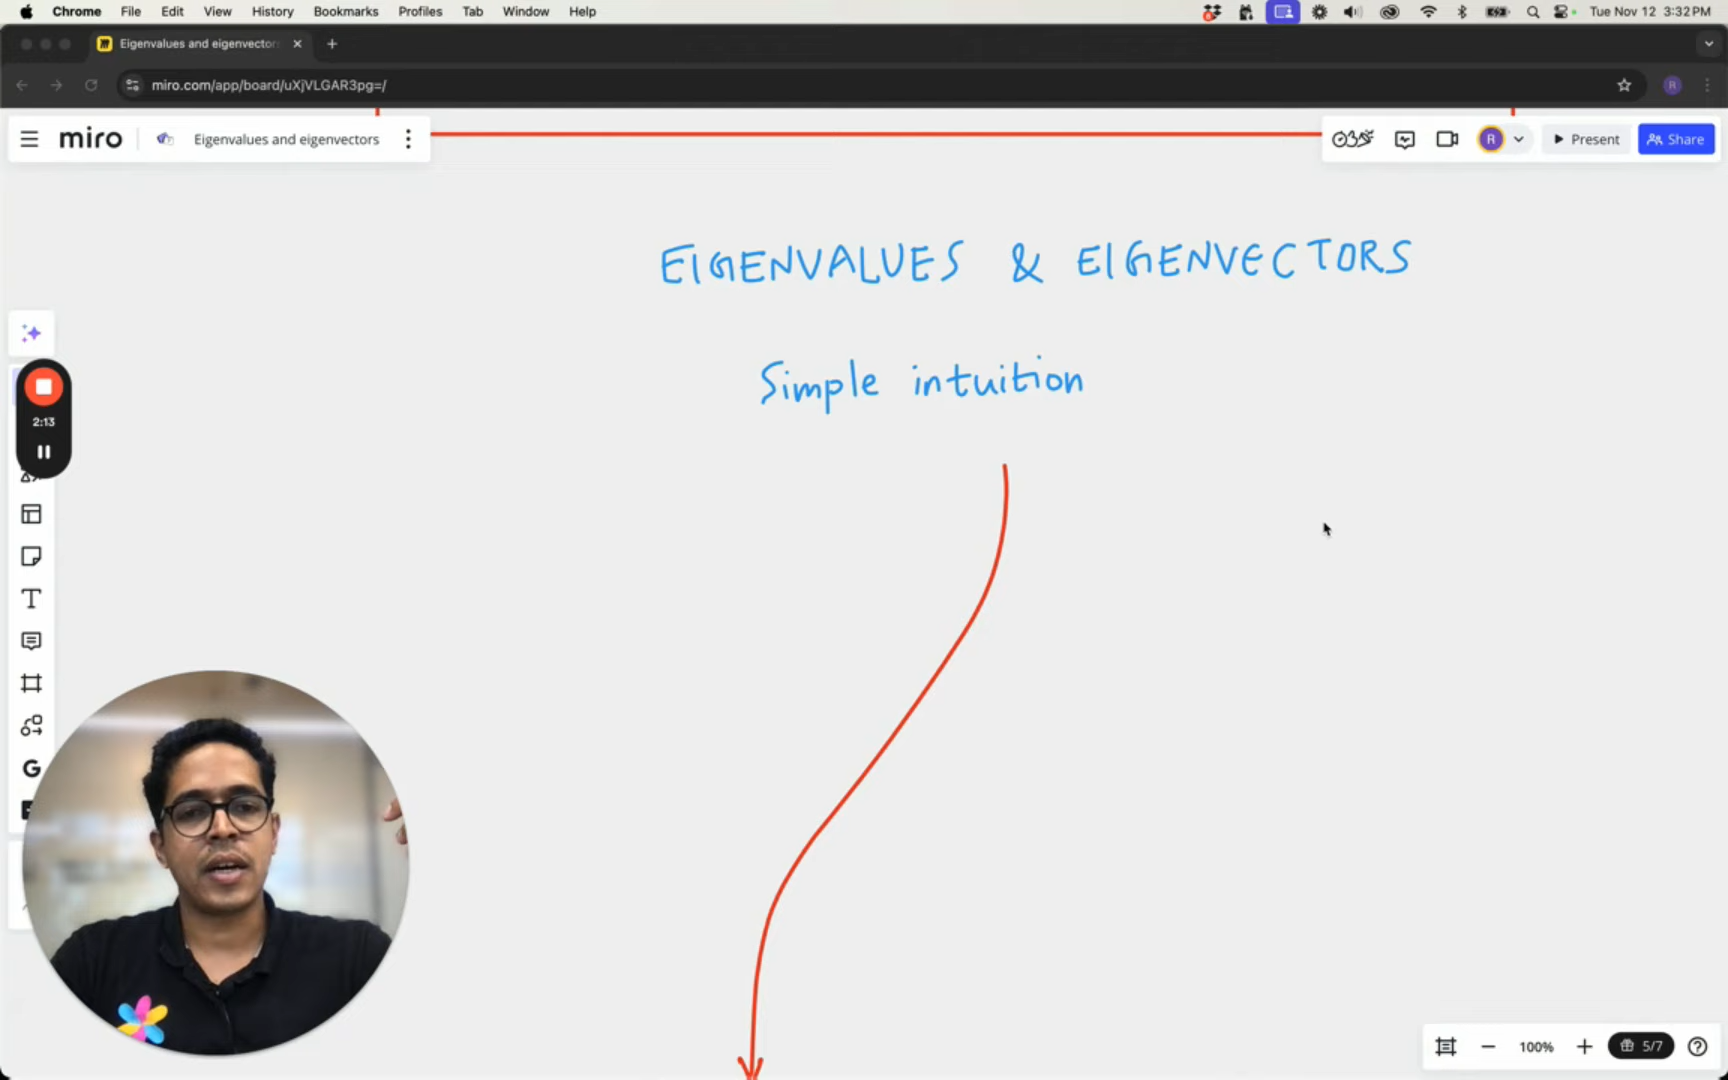 Chrome File Edit View History Bookmarks Profiles Tab Window Help Tue Nov 12 3:32 PM
Eigenvalues and eigenvector
miro.com/app/board/uXjVLGAR3pg=/
R
miro Eigenvalues and eigenvectors R Present Share
EIGENVALUES & EIGENVECTORS
Simple intuition
2:13
T
G
100% 5/7 ?